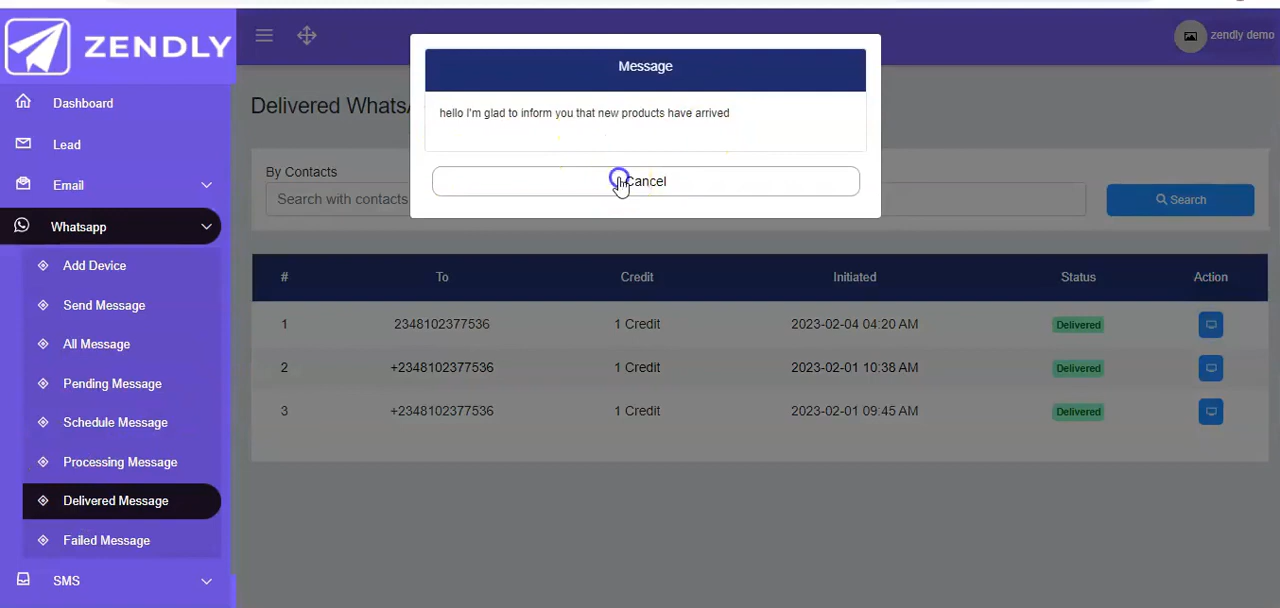 ZENDLY
zendly demo
Message
hello I'm glad to inform you that new products have arrived
Cancel
Dashboard
Lead
Email
Whatsapp
Add Device
Send Message
All Message
Pending Message
Schedule Message
Processing Message
Delivered Message
Failed Message
SMS
Delivered
By Contacts
Search with contacts
Search
# To Credit Initiated Status Action
1 2348102377536 1 Credit 2023-02-04 04:20 AM Delivered
2 +2348102377536 1 Credit 2023-02-01 10:38 AM Delivered
3 +2348102377536 1 Credit 2023-02-01 09:45 AM Delivered